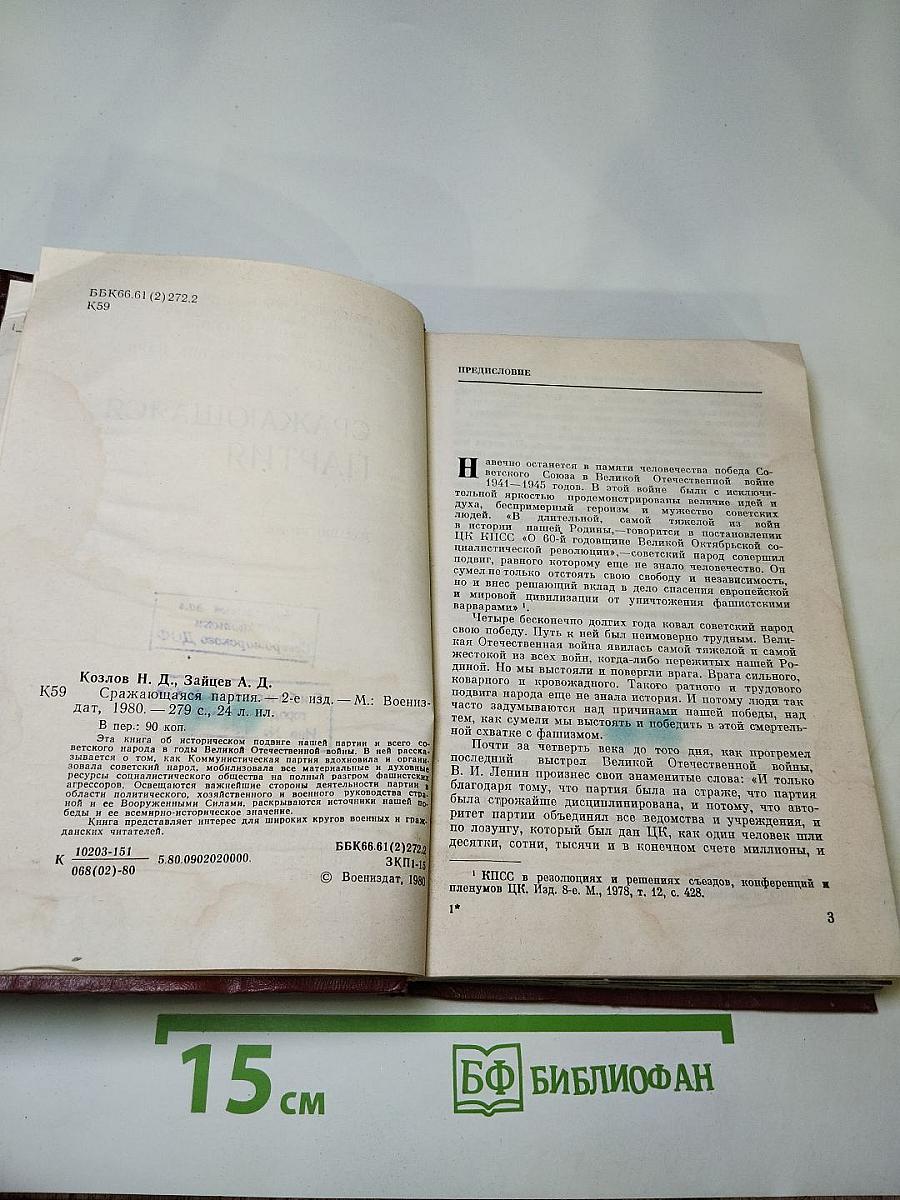 ББК66.61(2)272.2
К59
Козлов Н. Д., Зайцев А. Д.
К59 Сражающаяся партия. — 2-е изд. — М.: Воениз-
дат, 1980. — 279 с., 24 л. ил.
В пер.: 90 коп.
Эта книга об историческом подвиге нашей партии и всего со-
ветского народа в годы Великой Отечественной войны. В ней расска-
зывается о том, как Коммунистическая партия вдохновила и органи-
зовала советский народ, мобилизовала все материальные и духовные
ресурсы социалистического общества на полный разгром фашистских
агрессоров. Освещаются важнейшие стороны деятельности партии в
области политического, хозяйственного и военного руководства стра-
ной и ее Вооруженными Силами, раскрываются источники нашей по-
беды и ее всемирно-историческое значение.
Книга представляет интерес для широких кругов военных и граж-
данских читателей.
К 10203-151
068(02)-80 5.80.0902020000.
ББК66.61(2)272.2
3КП1-15
© Воениздат, 1980
ПРЕДИСЛОВИЕ
Навечно останется в памяти человечества победа Со-
ветского Союза в Великой Отечественной войне
1941—1945 годов. В этой войне были с исключи-
тельной яркостью продемонстрированы величие идей и
духа, беспримерный героизм и мужество советских
людей. «В длительной, самой тяжелой из войн
в истории нашей Родины,—говорится в постановлении
ЦК КПСС «О 60-й годовщине Великой Октябрьской со-
циалистической революции»,—советский народ совершил
подвиг, равного которому еще не знало человечество. Он
сумел не только отстоять свою свободу и независимость,
но и внес решающий вклад в дело спасения европейской
и мировой цивилизации от уничтожения фашистскими
варварами» ¹.
Четыре бесконечно долгих года ковал советский народ
свою победу. Путь к ней был неимоверно трудным. Вели-
кая Отечественная война явилась самой тяжелой и самой
жестокой из всех войн, когда-либо пережитых нашей Ро-
диной. Но мы выстояли и повергли врага. Врага сильного,
коварного и кровожадного. Такого ратного и трудового
подвига народа еще не знала история. И потому люди так
часто задумываются над причинами нашей победы, над
тем, как сумели мы выстоять и победить в этой смертель-
ной схватке с фашизмом.
Почти за четверть века до того дня, как прогремел
последний выстрел Великой Отечественной войны,
В. И. Ленин произнес свои знаменитые слова: «И только
благодаря тому, что партия была на страже, что партия
была строжайше дисциплинирована, и потому, что авто-
ритет партии объединял все ведомства и учреждения, и
по лозунгу, который был дан ЦК, как один человек шли
десятки, сотни, тысячи и в конечном счете миллионы, и
¹ КПСС в резолюциях и решениях съездов, конференций и
пленумов ЦК. Изд. 8-е. М., 1978, т. 12, с. 428.
1*
3
15 см
БФ БИБЛИОФАН